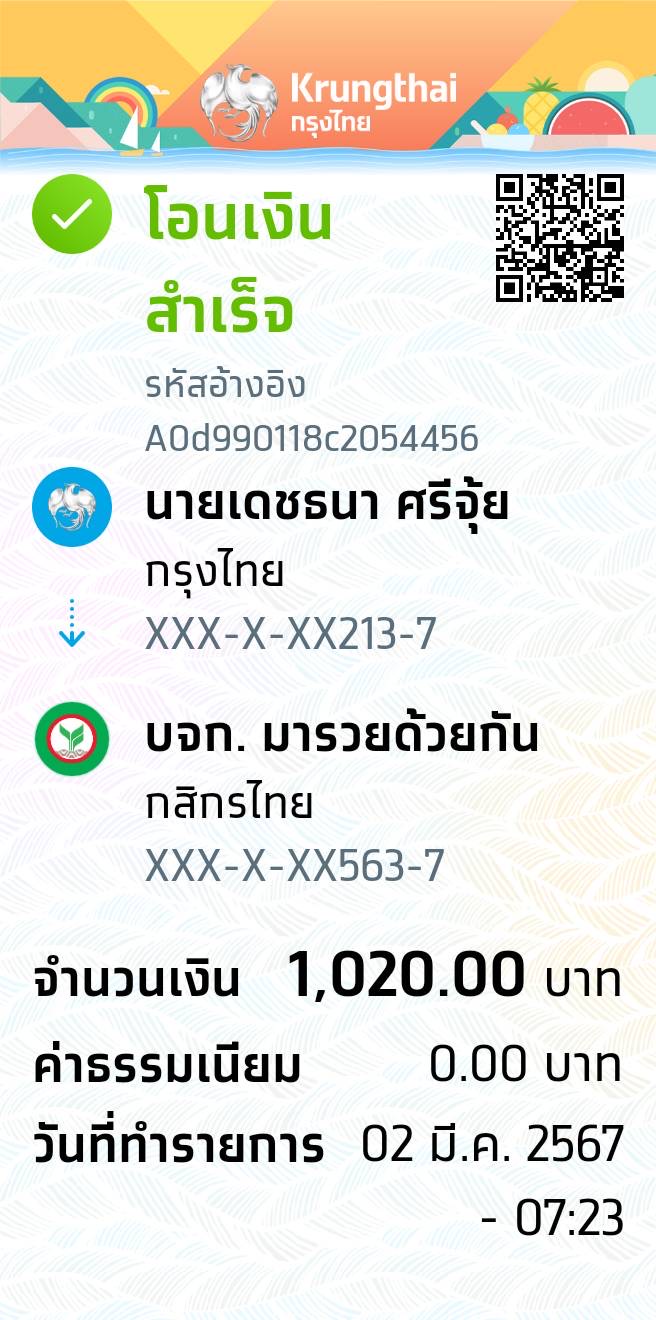 Krungthai
กรุงไทย
โอนเงิน
สำเร็จ
รหัสอ้างอิง
A0d990118c2054456
นายเดชธนา ศรีจุ้ย
กรุงไทย
XXX-X-XX213-7
บจก. มารวยด้วยกัน
กสิกรไทย
XXX-X-XX563-7
จำนวนเงิน 1,020.00 บาท
ค่าธรรมเนียม 0.00 บาท
วันที่ทำรายการ 02 มี.ค. 2567
- 07:23